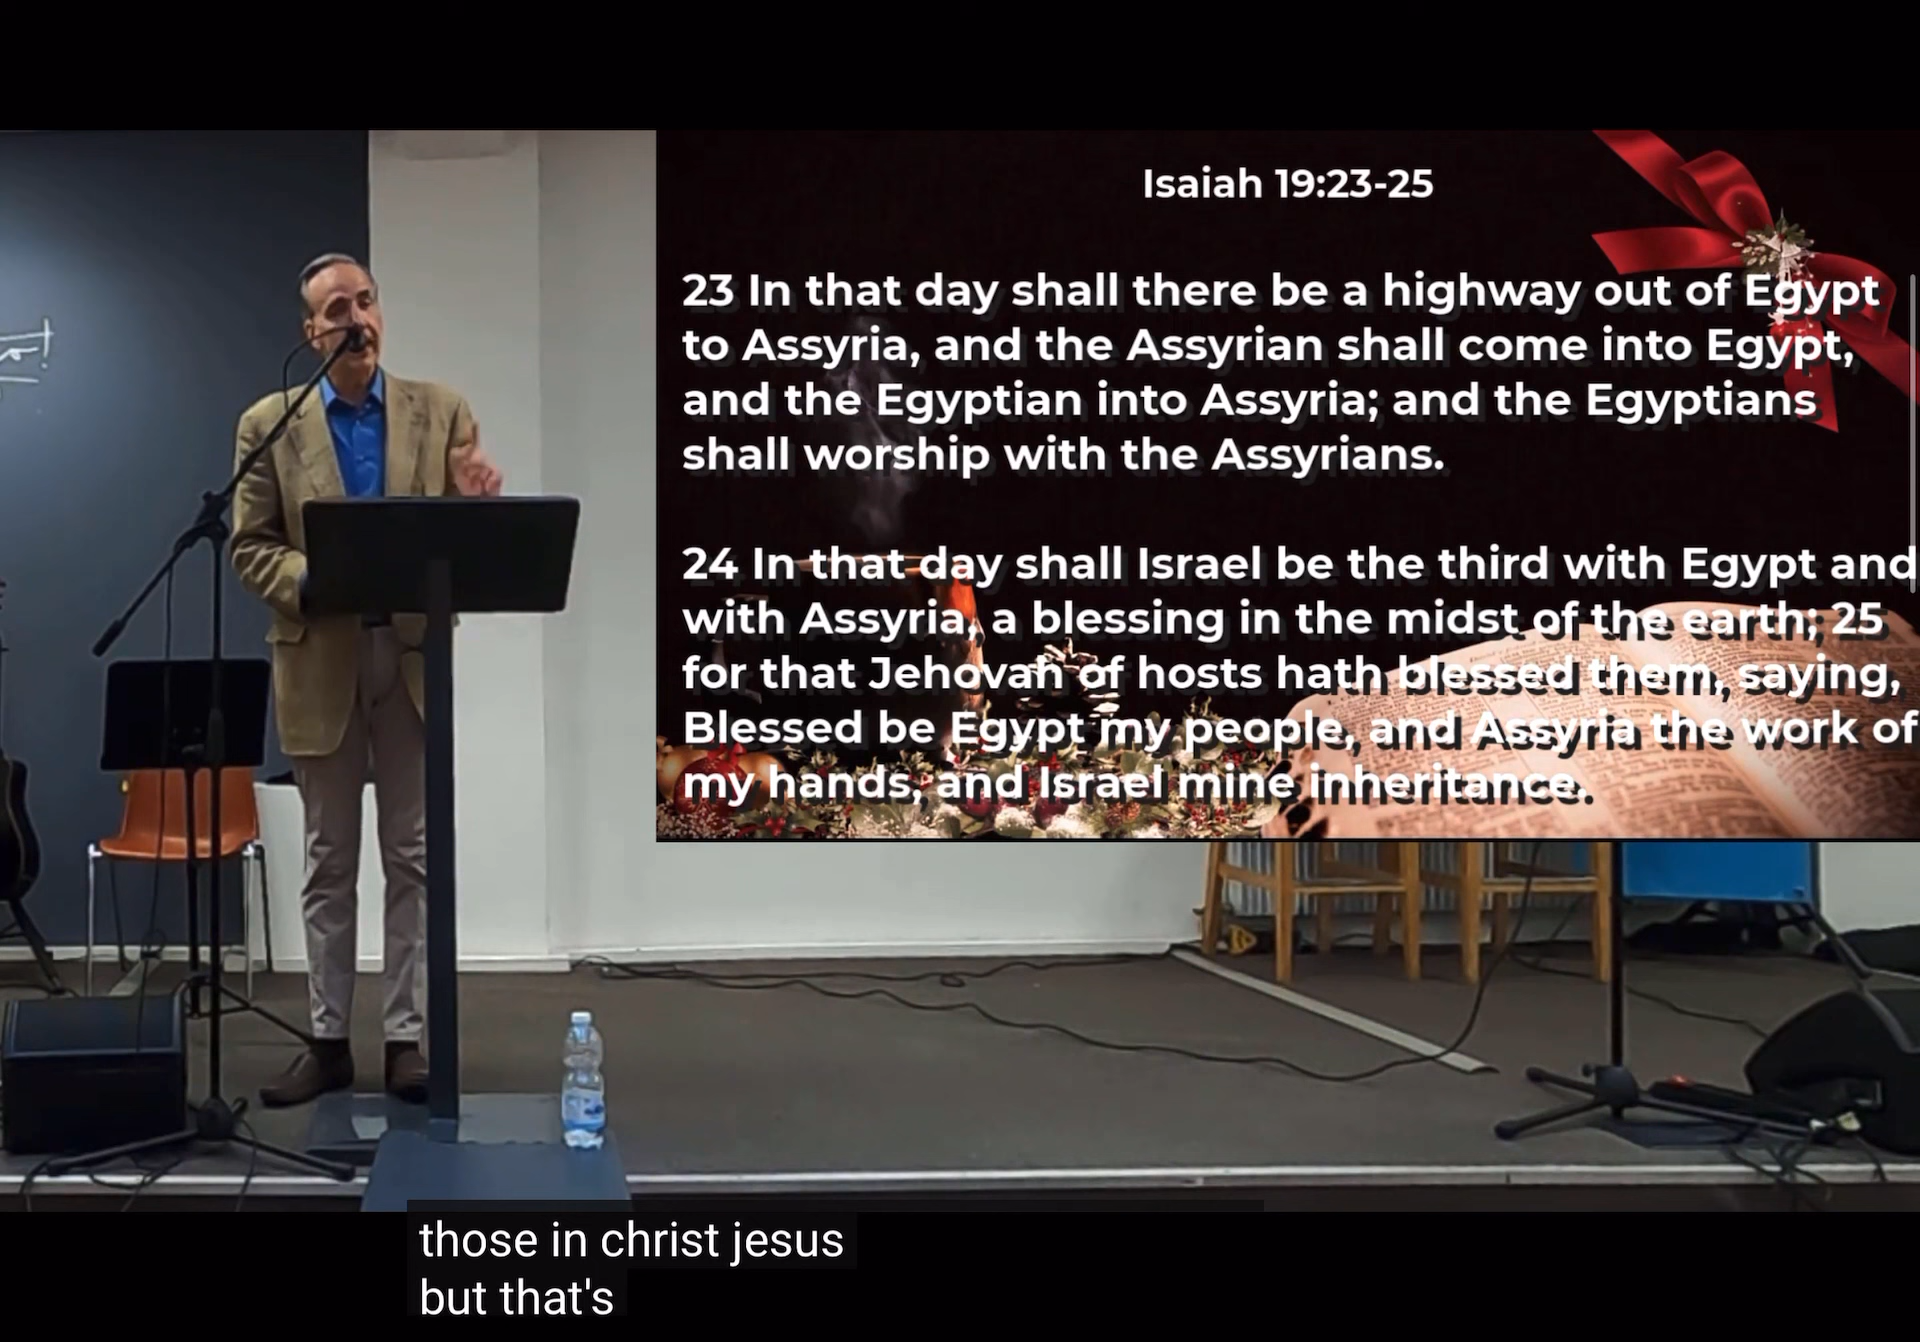 Isaiah 19:23-25
23 In that day shall there be a highway out of Egypt
to Assyria, and the Assyrian shall come into Egypt,
and the Egyptian into Assyria; and the Egyptians
shall worship with the Assyrians.
24 In that day shall Israel be the third with Egypt and
with Assyria, a blessing in the midst of the earth; 25
for that Jehovah of hosts hath blessed them, saying,
Blessed be Egypt my people, and Assyria the work of
my hands, and Israel mine inheritance.
those in christ jesus
but that's